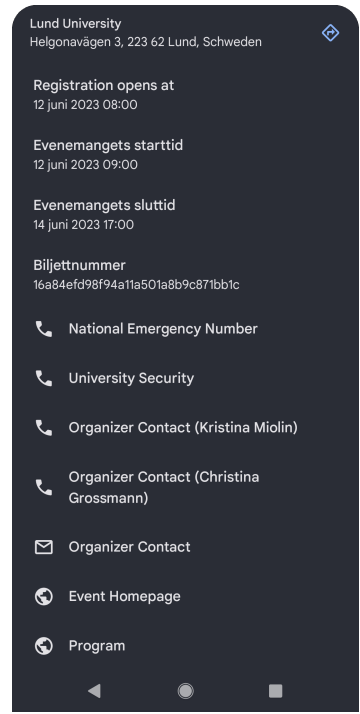 Lund University
Helgonavägen 3, 223 62 Lund, Schweden
Registration opens at
12 juni 2023 08:00
Evenemangets starttid
12 juni 2023 09:00
Evenemangets sluttid
14 juni 2023 17:00
Biljettnummer
16a84efd98f94a11a501a8b9c871bb1c
National Emergency Number
University Security
Organizer Contact (Kristina Miolin)
Organizer Contact (Christina
Grossmann)
Organizer Contact
Event Homepage
Program